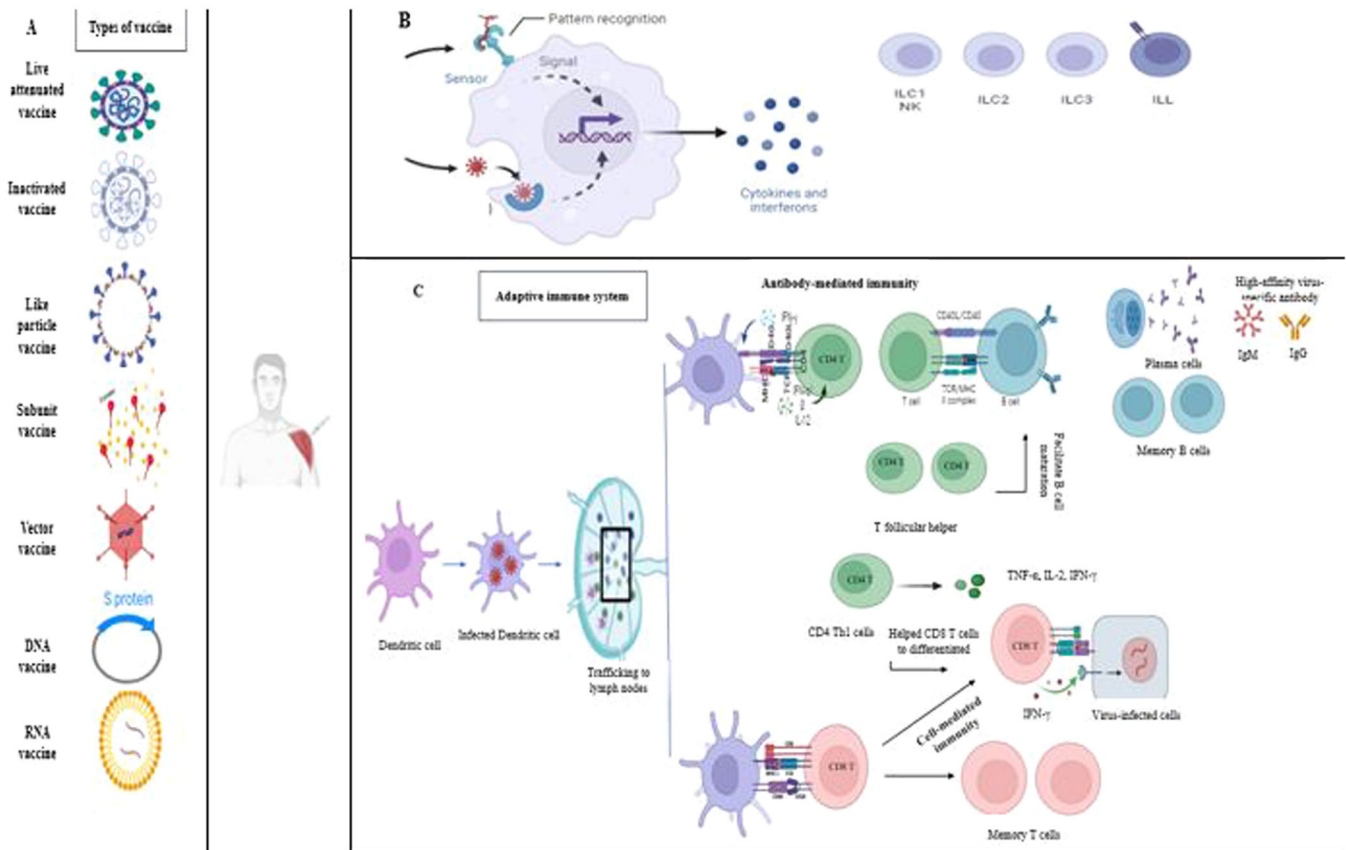 A
Types of vaccine
Live
attenuated
vaccine
Inactivated
vaccine
Like
particle
vaccine
Subunit
vaccine
Vector
vaccine
S protein
DNA
vaccine
RNA
vaccine
B
Pattern recognition
Sensor
Signal
Cytokines and
interferons
ILC1
NK
ILC2
ILC3
ILL
C
Adaptive immune system
Antibody-mediated immunity
Dendritic cell
Infected Dendritic cell
Trafficking to
lymph nodes
CD4 T
CD40L/CD40
T cell
TCR/MHC
II complex
B cell
Plasma cells
High-affinity virus-
specific antibody
IgM
IgG
Memory B cells
CD4 T
CD4 T
Facilitate B cell
maturation
T follicular helper
CD4 T
TNF-α, IL-2, IFN-γ
CD4 Th1 cells
Helped CD8 T cells
to differentiated
CD8 T
IFN-γ
Virus-infected cells
Cell-mediated
immunity
CD8 T
Memory T cells